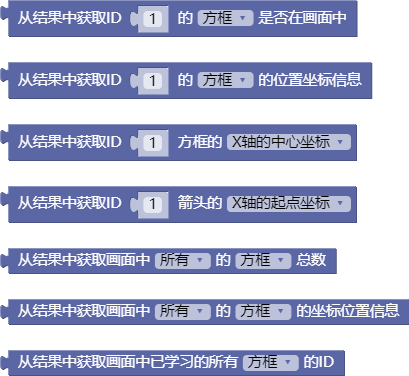 从结果中获取ID 1 的 方框 是否在画面中
从结果中获取ID 1 的 方框 的位置坐标信息
从结果中获取ID 1 方框的 X轴的中心坐标
从结果中获取ID 1 箭头的 X轴的起点坐标
从结果中获取画面中 所有 的 方框 总数
从结果中获取画面中 所有 的 方框 的坐标位置信息
从结果中获取画面中已学习的所有 方框 的ID